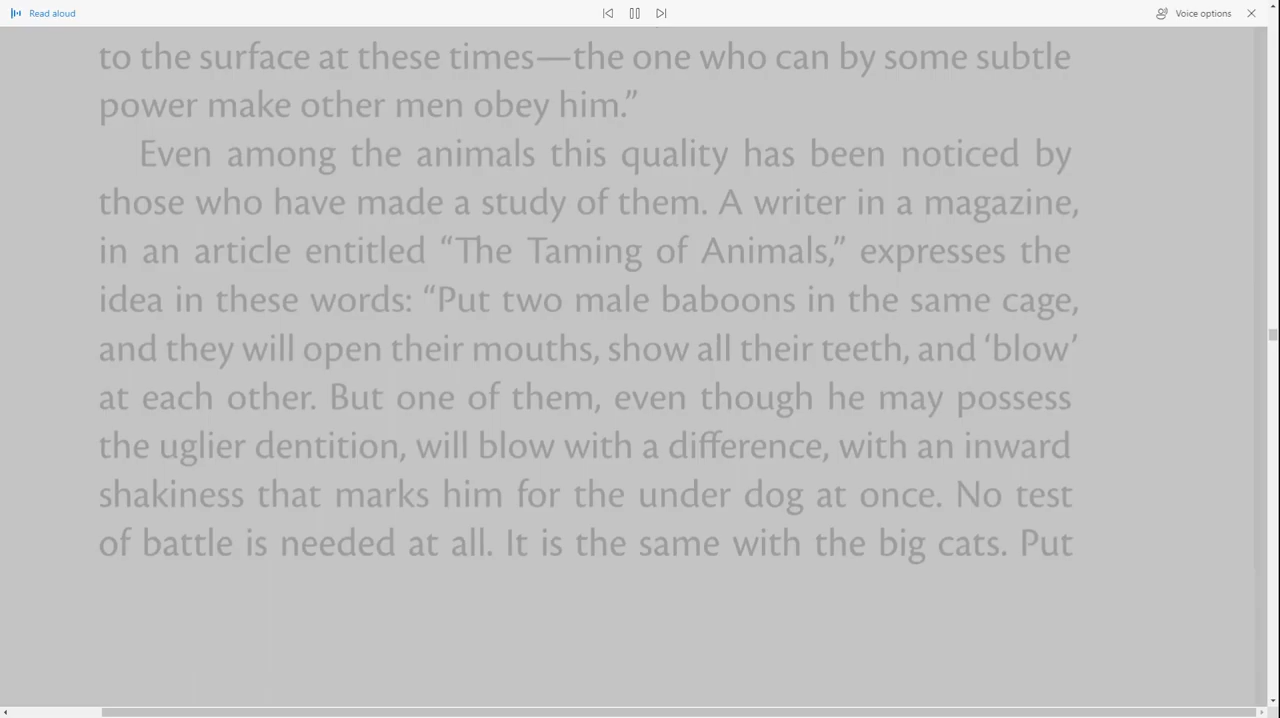 Read aloud
Voice options
to the surface at these times—the one who can by some subtle
power make other men obey him.”
Even among the animals this quality has been noticed by
those who have made a study of them. A writer in a magazine,
in an article entitled “The Taming of Animals,” expresses the
idea in these words: “Put two male baboons in the same cage,
and they will open their mouths, show all their teeth, and ‘blow’
at each other. But one of them, even though he may possess
the uglier dentition, will blow with a difference, with an inward
shakiness that marks him for the under dog at once. No test
of battle is needed at all. It is the same with the big cats. Put